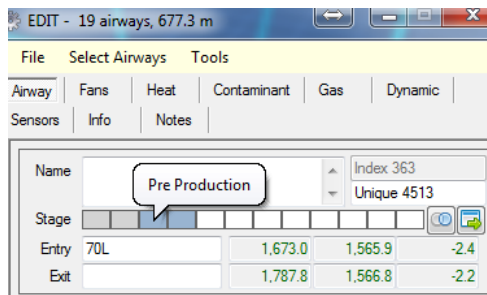 EDIT - 19 airways, 677.3 m
File Select Airways Tools
Airway Fans Heat Contaminant Gas Dynamic
Sensors Info Notes
Name Index 363
Pre Production
Unique 4513
Stage
Entry 70L 1,673.0 1,565.9 -2.4
Exit 1,787.8 1,566.8 -2.2